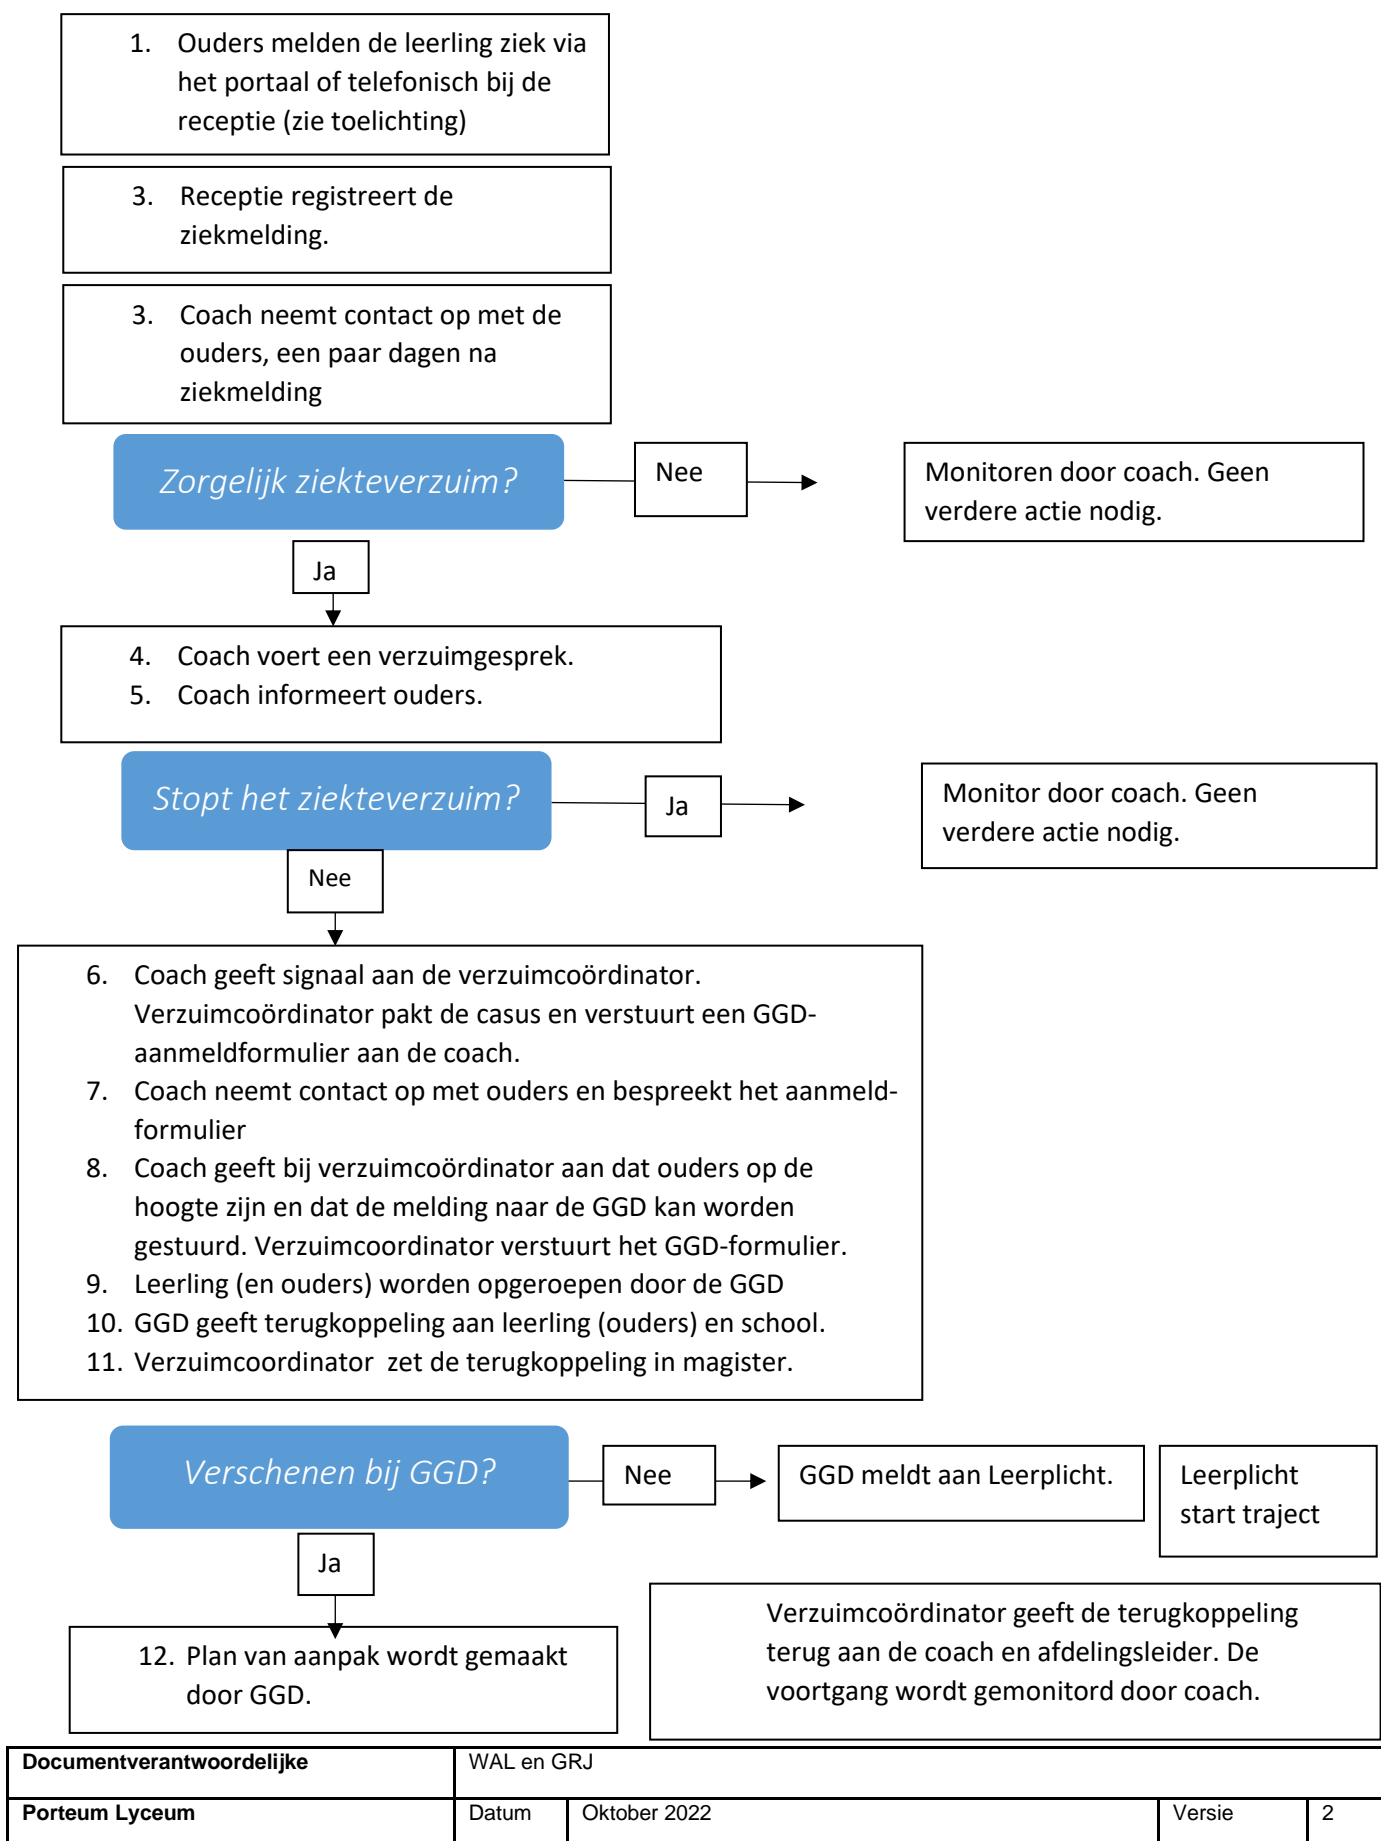 1. Ouders melden de leerling ziek via
het portaal of telefonisch bij de
receptie (zie toelichting)
3. Receptie registreert de
ziekmelding.
3. Coach neemt contact op met de
ouders, een paar dagen na
ziekmelding
Zorgelijk ziekteverzuim?
Nee
Monitoren door coach. Geen
verdere actie nodig.
Ja
4. Coach voert een verzuimgesprek.
5. Coach informeert ouders.
Stopt het ziekteverzuim?
Ja
Monitor door coach. Geen
verdere actie nodig.
Nee
6. Coach geeft signaal aan de verzuimcoördinator.
Verzuimcoördinator pakt de casus en verstuurt een GGD-
aanmeldformulier aan de coach.
7. Coach neemt contact op met ouders en bespreekt het aanmeld-
formulier
8. Coach geeft bij verzuimcoördinator aan dat ouders op de
hoogte zijn en dat de melding naar de GGD kan worden
gestuurd. Verzuimcoordinator verstuurt het GGD-formulier.
9. Leerling (en ouders) worden opgeroepen door de GGD
10. GGD geeft terugkoppeling aan leerling (ouders) en school.
11. Verzuimcoordinator  zet de terugkoppeling in magister.
Verschenen bij GGD?
Nee
GGD meldt aan Leerplicht.
Leerplicht
start traject
Ja
12. Plan van aanpak wordt gemaakt
door GGD.
Verzuimcoördinator geeft de terugkoppeling
terug aan de coach en afdelingsleider. De
voortgang wordt gemonitord door coach.
Documentverantwoordelijke WAL en GRJ
Porteum Lyceum Datum Oktober 2022 Versie 2